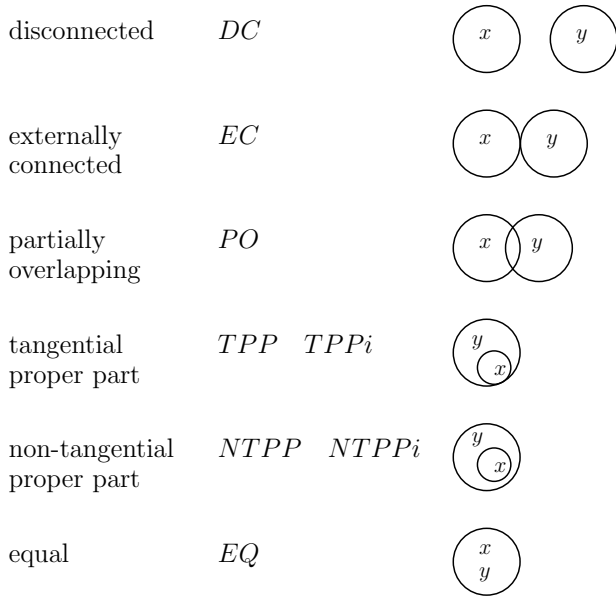 disconnected DC x y
externally connected EC x y
partially overlapping PO x y
tangential proper part TPP TPPi y x
non-tangential proper part NTPP NTPPi y x
equal EQ x y